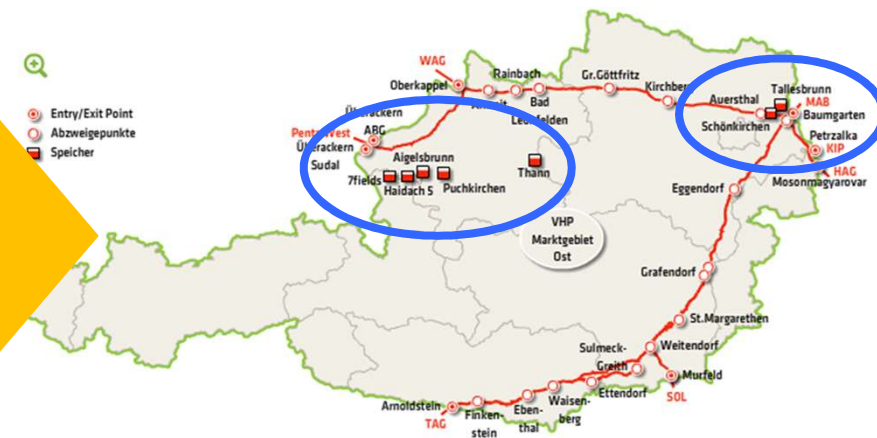 Entry/Exit Point
Abzweigepunkte
Speicher
WAG
Oberkappel
Rainbach
Bad
Leonfelden
Gr.Göttfritz
Kirchberg
Auersthal
Tallesbrunn
MAB
Baumgarten
Schönkirchen
Petrzalka
KIP
HAG
Mosonmagyarovar
Überackern
ABG
Penta West
Überackern
Sudal
7fields
Aigelsbrunn
Haidach 5
Puchkirchen
Thann
VHP
Marktgebiet
Ost
Eggendorf
Grafendorf
St.Margarethen
Weitendorf
Sulmeck-
Greith
Murfeld
SOL
Ettendorf
Waisen-
berg
Eben-
thal
Finken-
stein
Arnoldstein
TAG